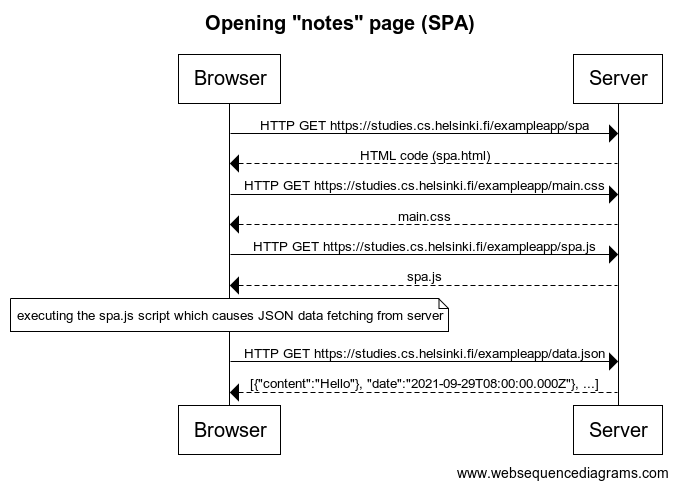 Opening "notes" page (SPA)
Browser
Server
HTTP GET https://studies.cs.helsinki.fi/exampleapp/spa
HTML code (spa.html)
HTTP GET https://studies.cs.helsinki.fi/exampleapp/main.css
main.css
HTTP GET https://studies.cs.helsinki.fi/exampleapp/spa.js
spa.js
executing the spa.js script which causes JSON data fetching from server
HTTP GET https://studies.cs.helsinki.fi/exampleapp/data.json
[{"content":"Hello"}, "date":"2021-09-29T08:00:00.000Z"}, ...]
Browser
Server
www.websequencediagrams.com